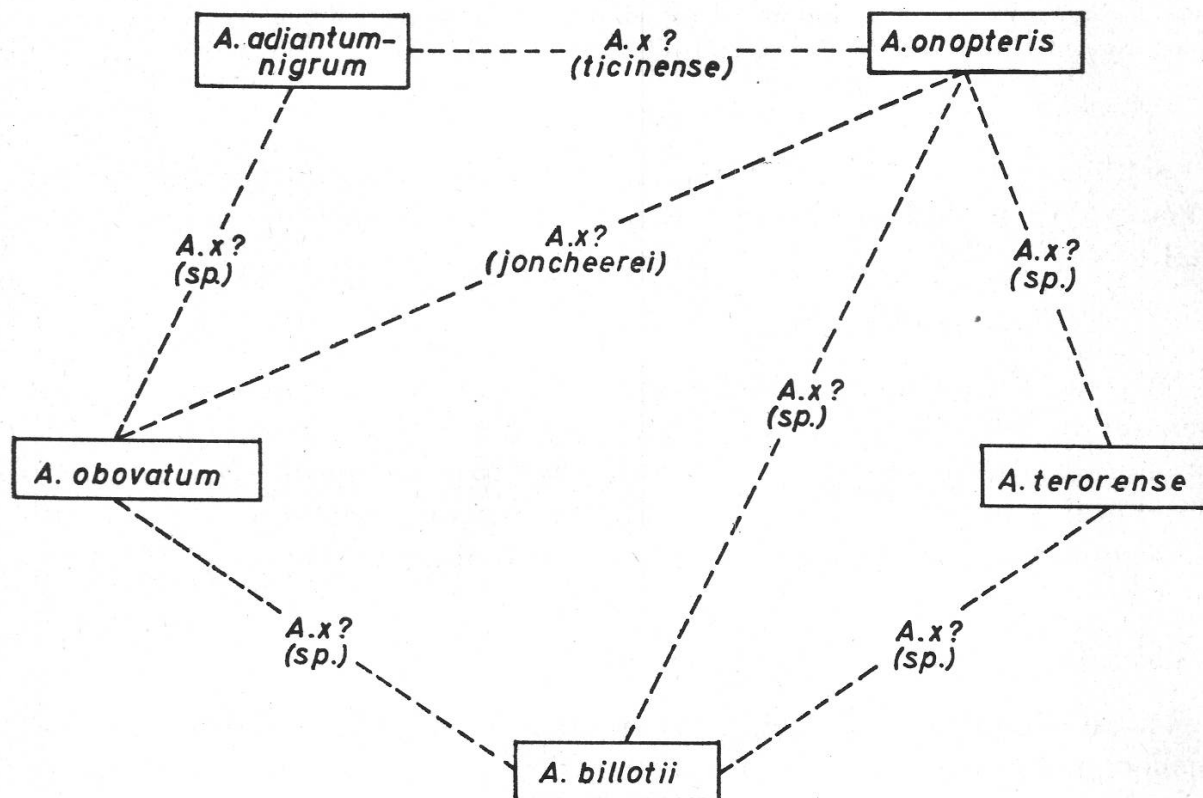 A. adiantum-
nigrum
A. x ?
(ticinense)
A. onopteris
A. x ?
(sp.)
A. x ?
(joncheerei)
A. x ?
(sp.)
A. x ?
(sp.)
A. obovatum
A. terorense
A. x ?
(sp.)
A. x ?
(sp.)
A. billotii